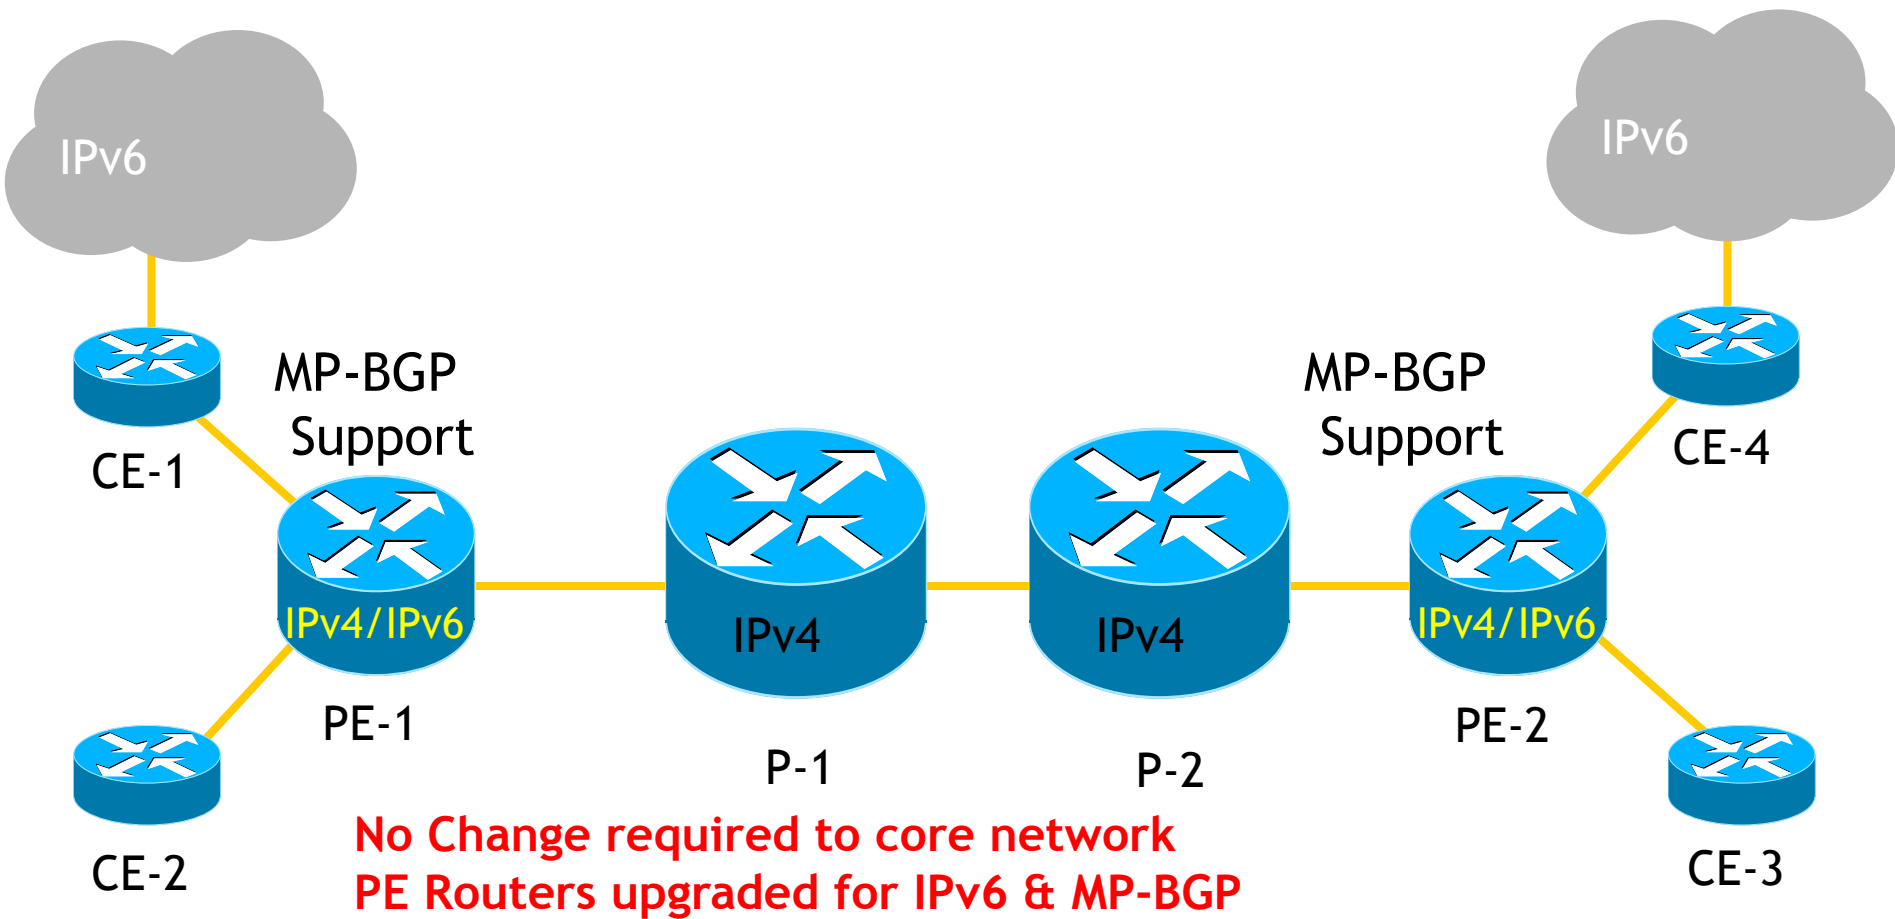 IPv6
IPv6
MP-BGP
Support
MP-BGP
Support
CE-1
CE-4
IPv4/IPv6
IPv4
IPv4
IPv4/IPv6
PE-1
P-1
P-2
PE-2
CE-2
CE-3
No Change required to core network
PE Routers upgraded for IPv6 & MP-BGP